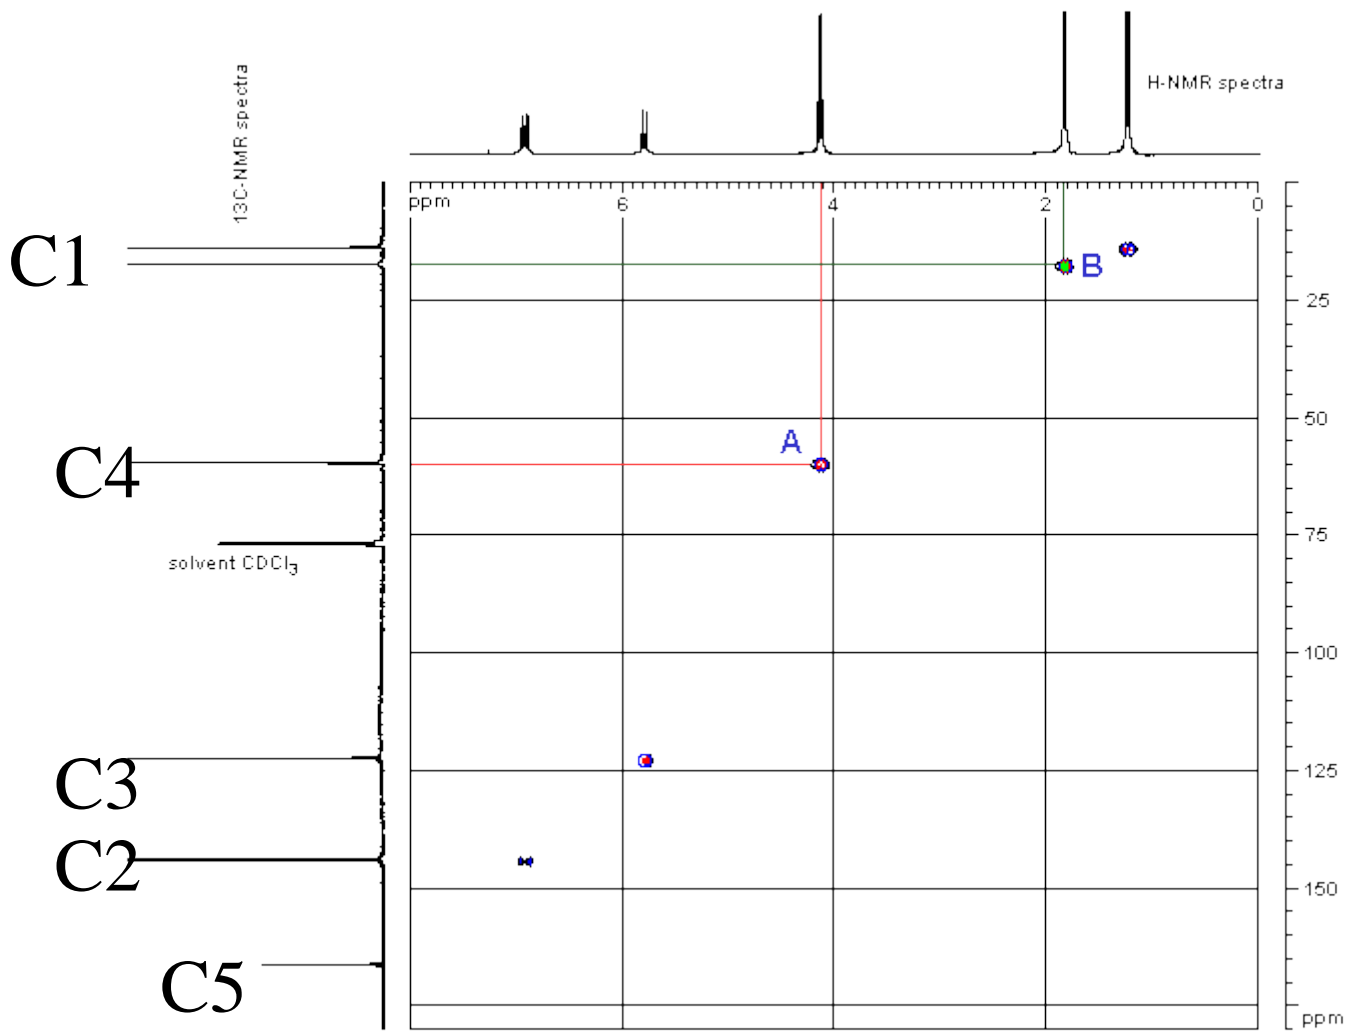 H-NMR spectra
13C-NMR spectra
ppm 6 4 2 0
C1
B
25
50
A
C4
75
solvent CDCl3
100
C3
125
C2
150
C5
ppm